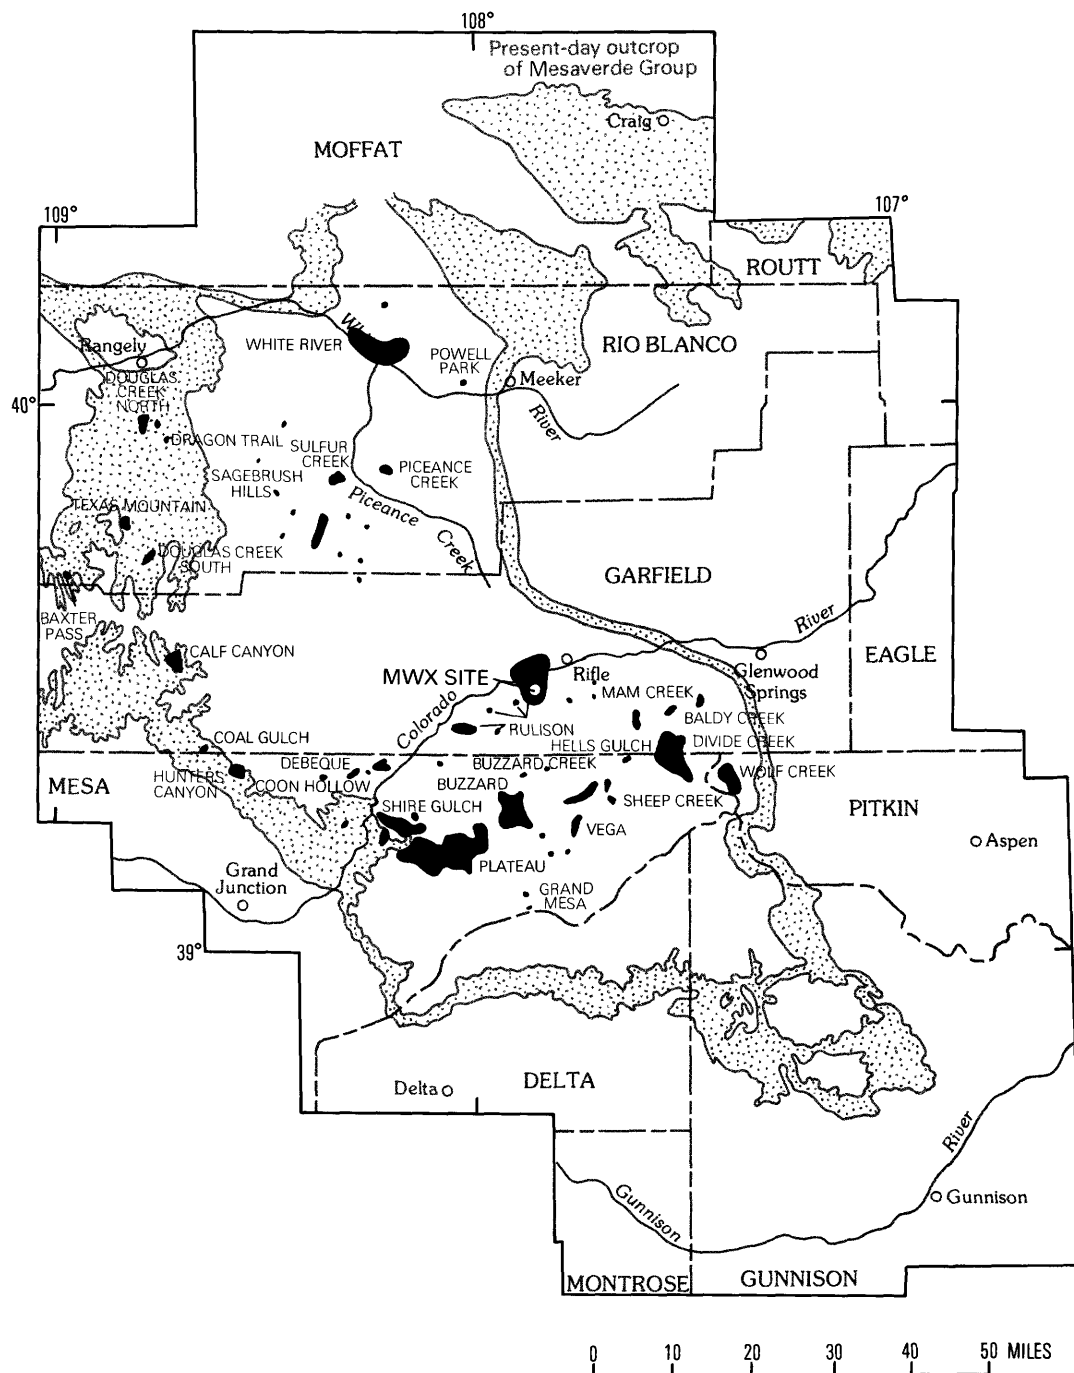 108°
Present-day outcrop
of Mesaverde Group
Craig
MOFFAT
109°
107°
ROUTT
Rangely
WHITE RIVER
RIO BLANCO
POWELL
PARK
Meeker
DOUGLAS
CREEK
NORTH
40°
River
DRAGON TRAIL
SULFUR
CREEK
SAGEBRUSH
HILLS
PICEANCE
CREEK
Piceance
Creek
TEXAS MOUNTAIN
DOUGLAS CREEK
SOUTH
GARFIELD
BAXTER
PASS
River
CALF CANYON
EAGLE
Rifle
Glenwood
Springs
MWX SITE
MAM CREEK
Colorado
BALDY CREEK
RULISON
COAL GULCH
HELLS GULCH
DIVIDE CREEK
DEBEQUE
BUZZARD CREEK
WOLF CREEK
MESA
HUNTERS
CANYON
COON HOLLOW
BUZZARD
SHEEP CREEK
PITKIN
SHIRE GULCH
VEGA
Aspen
PLATEAU
Grand
Junction
GRAND
MESA
39°
Delta
DELTA
River
Gunnison
Gunnison
MONTROSE
GUNNISON
0 10 20 30 40 50 MILES